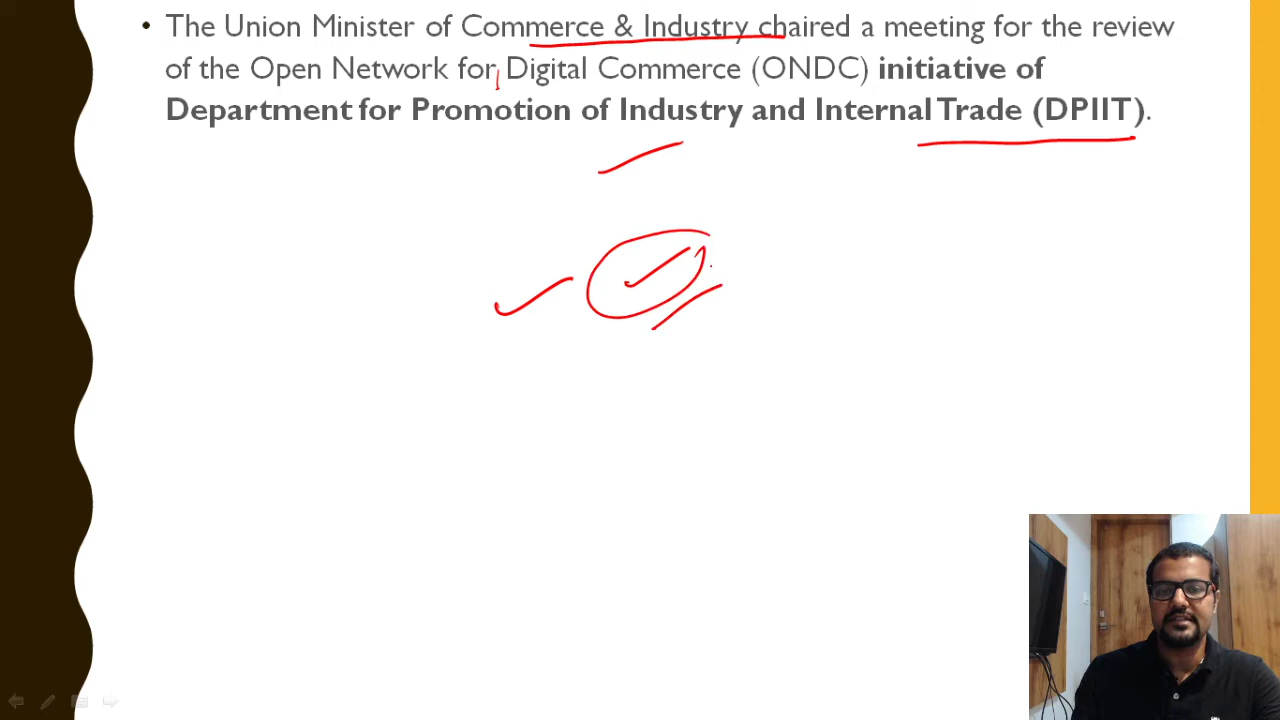 • The Union Minister of Commerce & Industry chaired a meeting for the review
of the Open Network for Digital Commerce (ONDC) initiative of
Department for Promotion of Industry and Internal Trade (DPIIT).